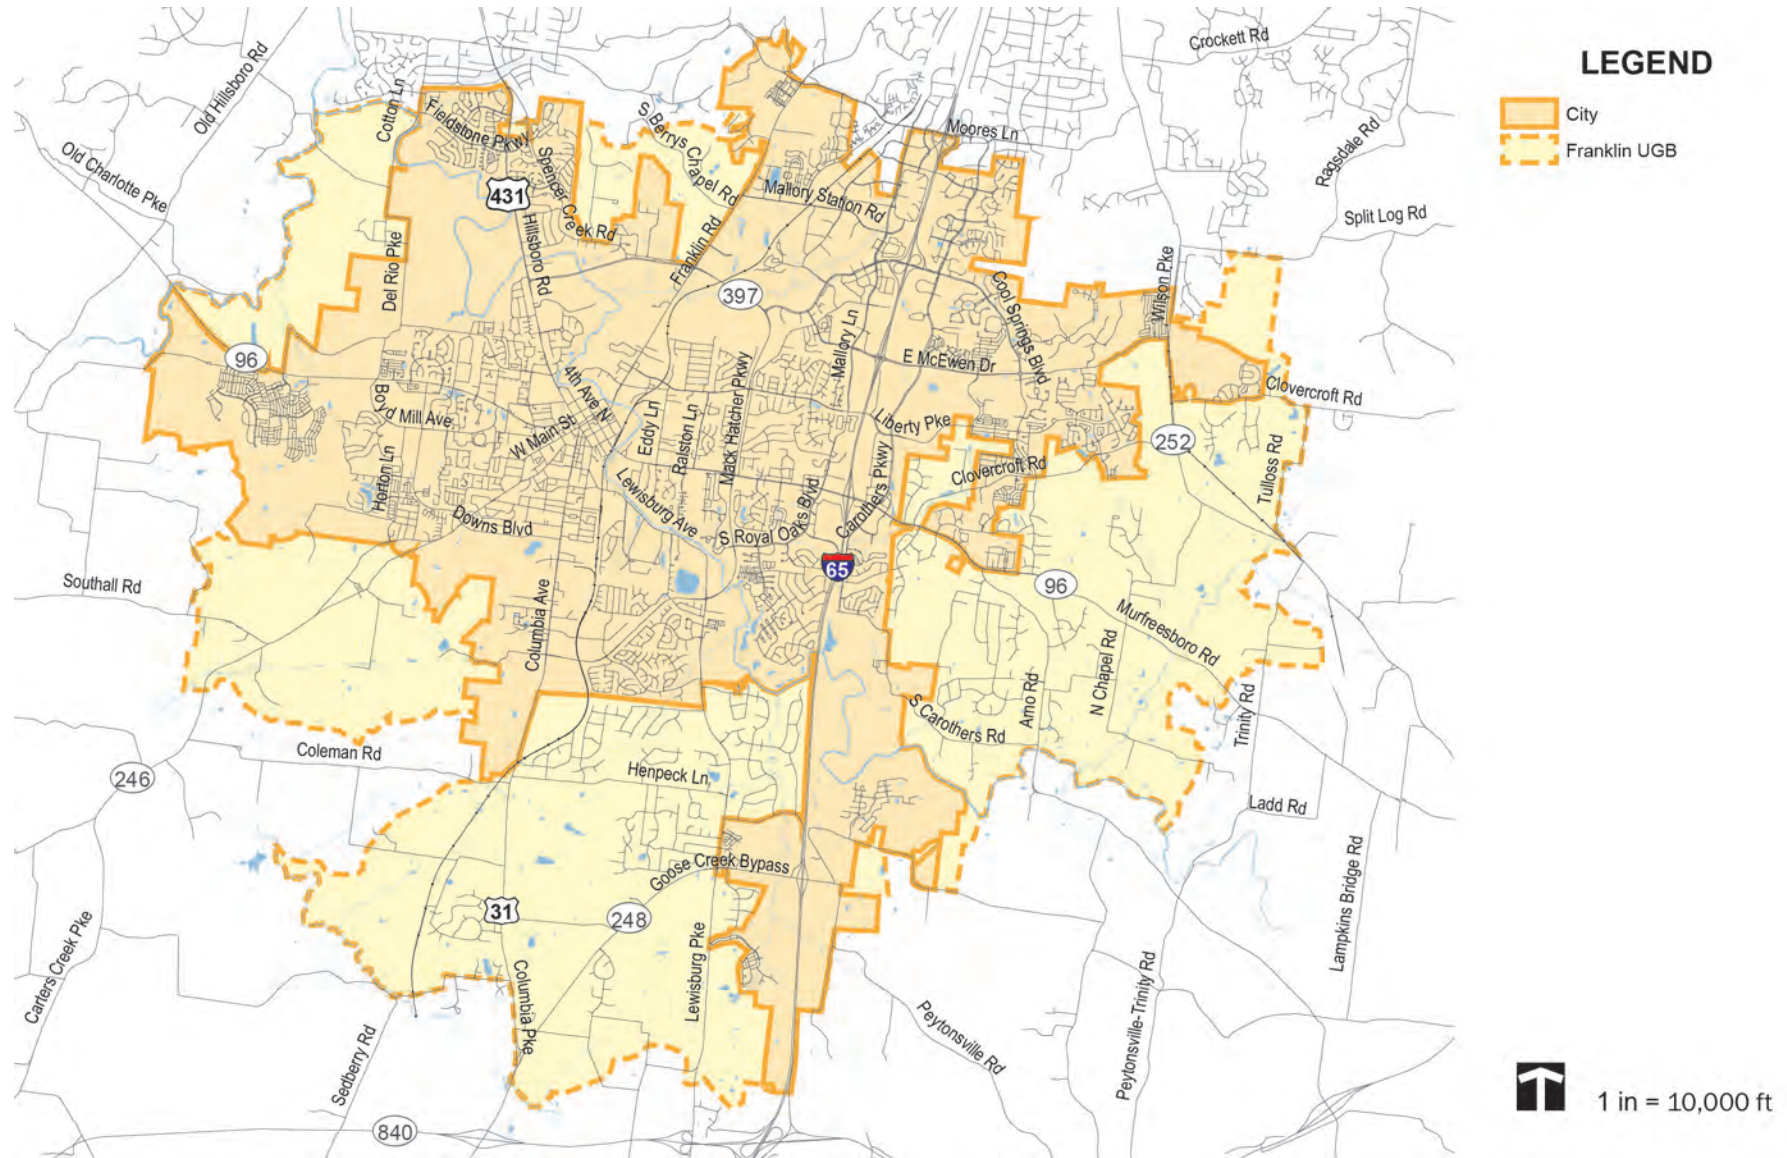 Crockett Rd
LEGEND
City
Franklin UGB
Old Hillsboro Rd
Cotton Ln
Fieldstone Pkwy
S Berrys Chapel Rd
Moores Ln
Ragsdale Rd
Old Charlotte Pke
431
Spencer Creek Rd
Mallory Station Rd
Split Log Rd
Hillsboro Rd
Franklin Rd
Del Rio Pke
397
Cool Springs Blvd
Wilson Pke
96
Mallory Ln
E McEwen Dr
Clovercroft Rd
4th Ave N
Boyd Mill Ave
W Main St
Eddy Ln
Ralston Ln
Mack Hatcher Pkwy
Liberty Pke
252
Horton Ln
Clovercroft Rd
Tulloss Rd
Lewisburg Ave
Carothers Pkwy
Downs Blvd
S Royal Oaks Blvd
65
Southall Rd
96
Columbia Ave
Murfreesboro Rd
N Chapel Rd
Arno Rd
Trinity Rd
S Carothers Rd
Coleman Rd
246
Henpeck Ln
Ladd Rd
Goose Creek Bypass
Lampkins Bridge Rd
31
248
Carters Creek Pke
Lewisburg Pke
Columbia Pke
Peytonsville Rd
Peytonsville-Trinity Rd
Sedberry Rd
840
1 in = 10,000 ft